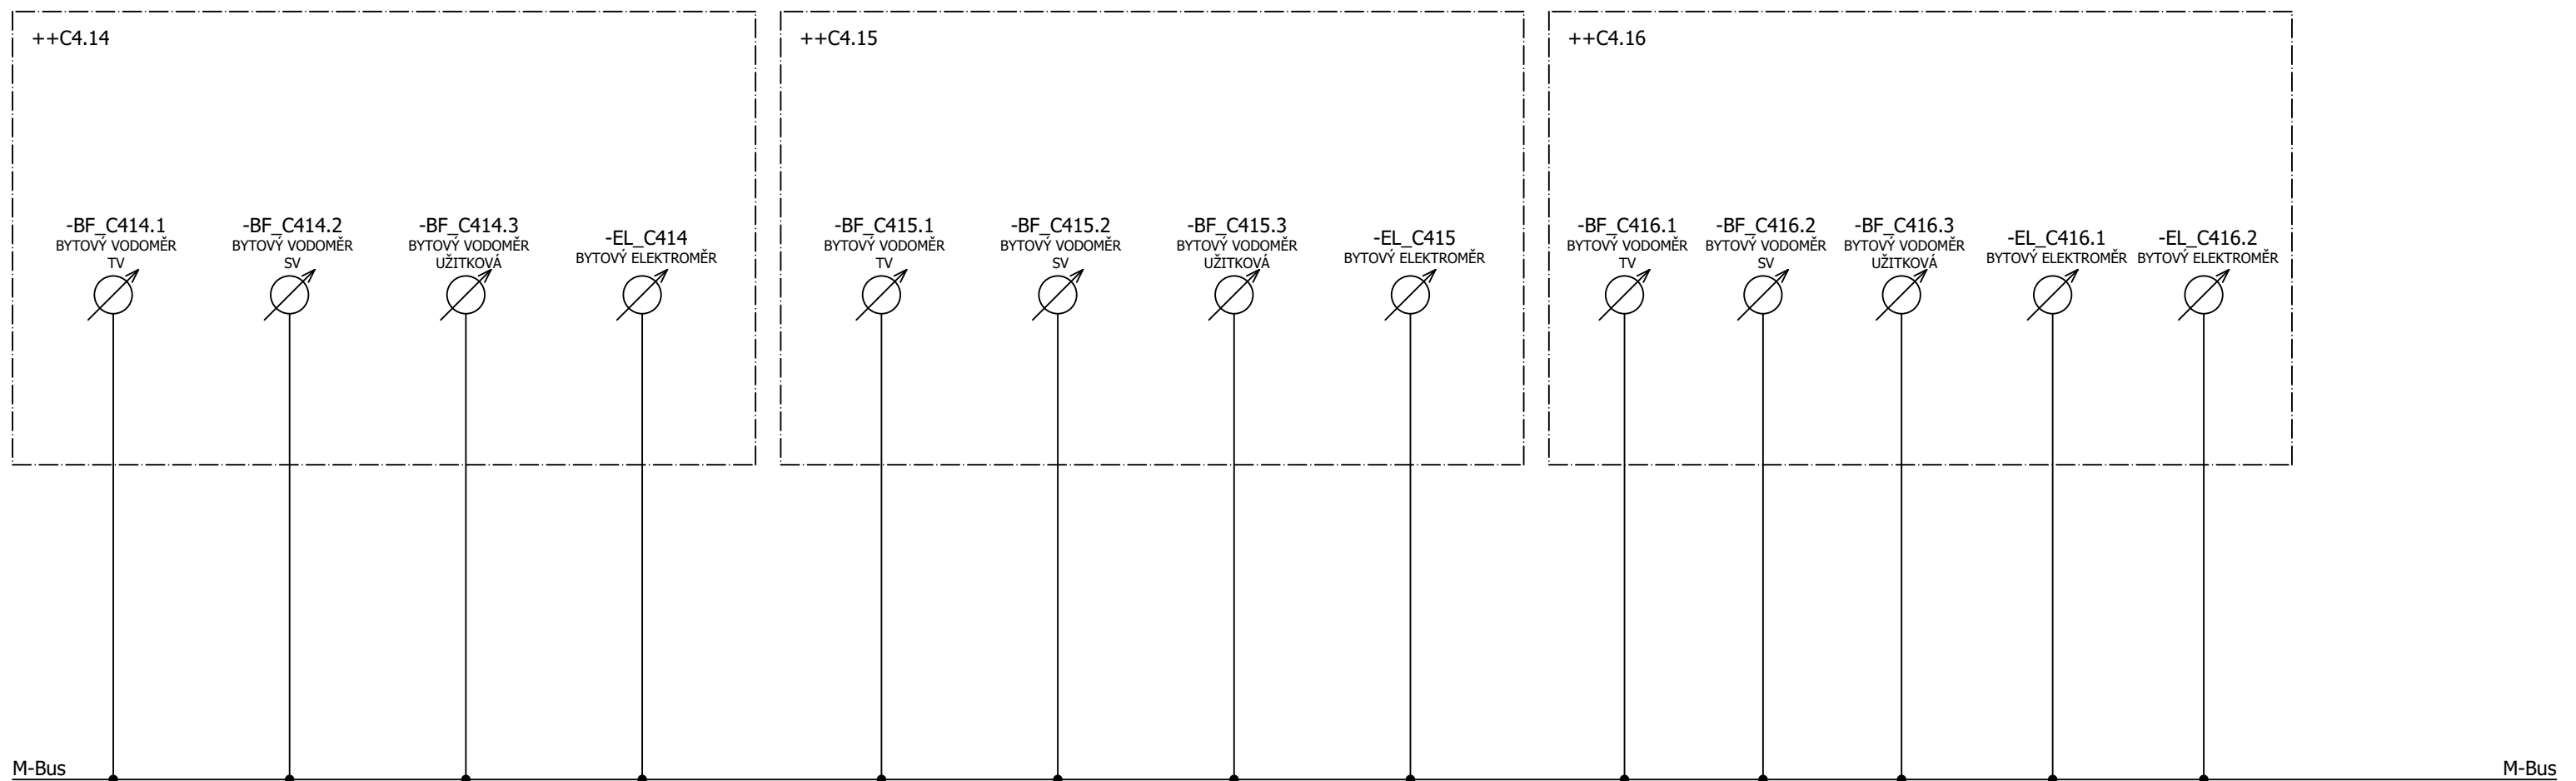 ++C4.14
++C4.15
++C4.16
-BF_C414.1
BYTOVÝ VODOMĚR
TV
-BF_C414.2
BYTOVÝ VODOMĚR
SV
-BF_C414.3
BYTOVÝ VODOMĚR
UŽITKOVÁ
-EL_C414
BYTOVÝ ELEKTROMĚR
-BF_C415.1
BYTOVÝ VODOMĚR
TV
-BF_C415.2
BYTOVÝ VODOMĚR
SV
-BF_C415.3
BYTOVÝ VODOMĚR
UŽITKOVÁ
-EL_C415
BYTOVÝ ELEKTROMĚR
-BF_C416.1
BYTOVÝ VODOMĚR
TV
-BF_C416.2
BYTOVÝ VODOMĚR
SV
-BF_C416.3
BYTOVÝ VODOMĚR
UŽITKOVÁ
-EL_C416.1
BYTOVÝ ELEKTROMĚR
-EL_C416.2
BYTOVÝ ELEKTROMĚR
M-Bus
M-Bus